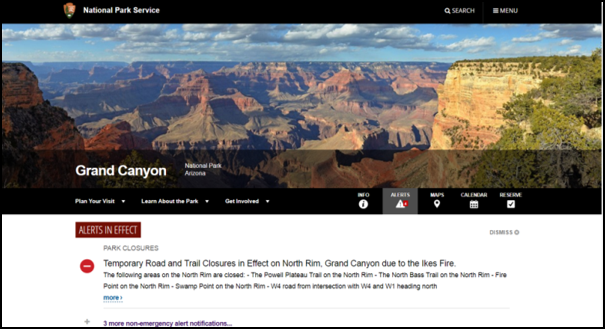 National Park Service
SEARCH
MENU
Grand Canyon
National Park
Arizona
Plan Your Visit
Learn About the Park
Get Involved
INFO
ALERTS
MAPS
CALENDAR
RESERVE
ALERTS IN EFFECT
DISMISS
PARK CLOSURES
Temporary Road and Trail Closures in Effect on North Rim, Grand Canyon due to the Ikes Fire.
The following areas on the North Rim are closed: - The Powell Plateau Trail on the North Rim - The North Bass Trail on the North Rim - Fire
Point on the North Rim - Swamp Point on the North Rim - W4 road from intersection with W4 and W1 heading north
more ›
3 more non-emergency alert notifications...